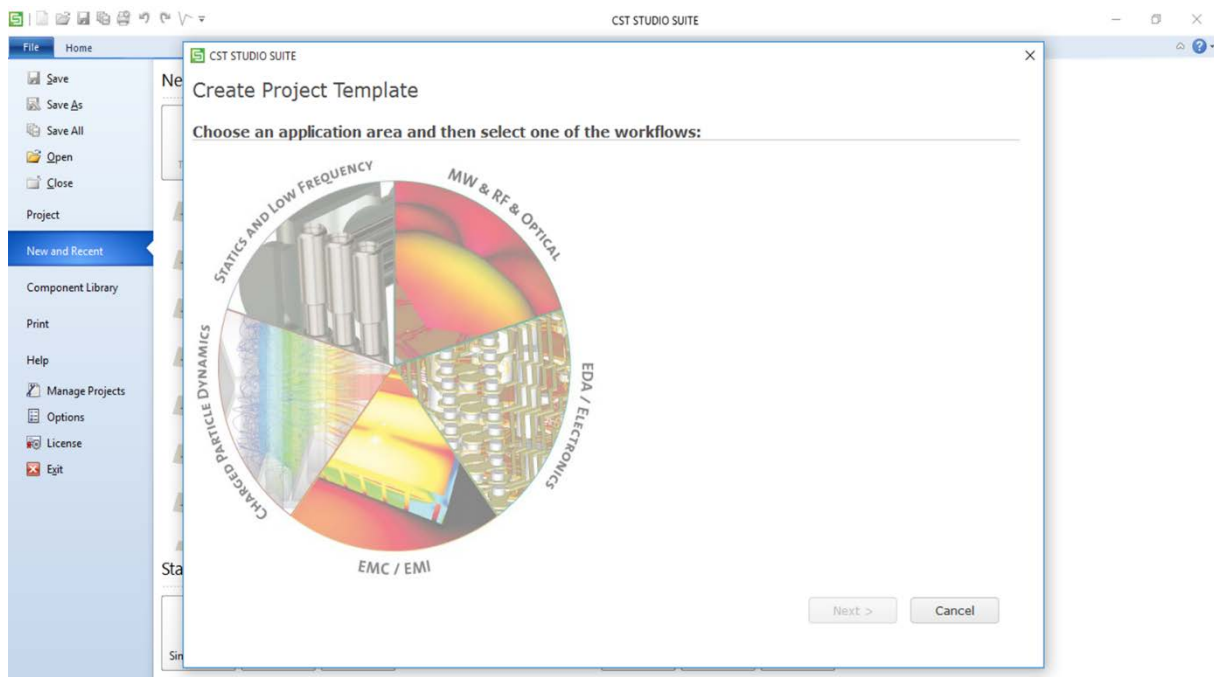 CST STUDIO SUITE
File Home
CST STUDIO SUITE
Save
Save As
Save All
Open
Close
Project
New and Recent
Component Library
Print
Help
Manage Projects
Options
License
Exit
Ne
Sta
Sin
Create Project Template
Choose an application area and then select one of the workflows:
STATICS AND LOW FREQUENCY
MW & RF & OPTICAL
EDA / ELECTRONICS
EMC / EMI
CHARGED PARTICLE DYNAMICS
Next > Cancel